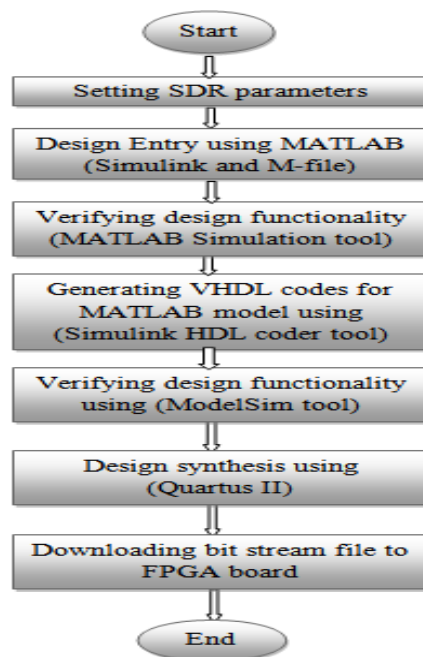 Start
Setting SDR parameters
Design Entry using MATLAB
(Simulink and M-file)
Verifying design functionality
(MATLAB Simulation tool)
Generating VHDL codes for
MATLAB model using
(Simulink HDL coder tool)
Verifying design functionality
using (ModelSim tool)
Design synthesis using
(Quartus II)
Downloading bit stream file to
FPGA board
End